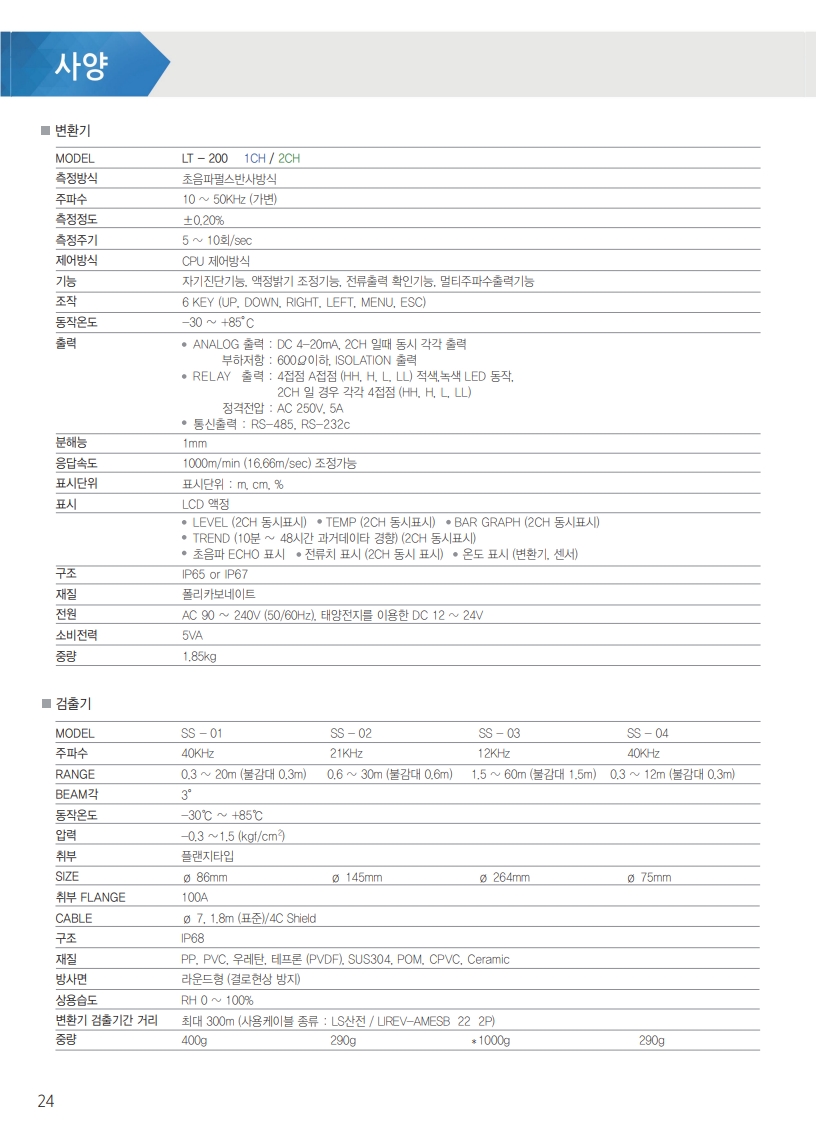 사양
■ 변환기
MODEL LT - 200 1CH / 2CH
측정방식 초음파펄스반사방식
주파수 10 ~ 50KHz (가변)
측정정도 ±0.20%
측정주기 5 ~ 10회/sec
제어방식 CPU 제어방식
기능 자기진단기능, 액정밝기 조정기능, 전류출력 확인기능, 멀티주파수출력기능
조작 6 KEY (UP, DOWN, RIGHT, LEFT, MENU, ESC)
동작온도 -30 ~ +85°C
출력 • ANALOG 출력 : DC 4-20mA, 2CH 일때 동시 각각 출력
부하저항 : 600Ω이하, ISOLATION 출력
• RELAY 출력 : 4접점 A접점 (HH, H, L, LL) 적색,녹색 LED 동작,
2CH 일 경우 각각 4접점 (HH, H, L, LL)
정격전압 : AC 250V, 5A
• 통신출력 : RS-485, RS-232c
분해능 1mm
응답속도 1000m/min (16.66m/sec) 조정가능
표시단위 표시단위 : m, cm, %
표시 LCD 액정
• LEVEL (2CH 동시표시) • TEMP (2CH 동시표시) • BAR GRAPH (2CH 동시표시)
• TREND (10분 ~ 48시간 과거데이타 경향) (2CH 동시표시)
• 초음파 ECHO 표시 • 전류치 표시 (2CH 동시 표시) • 온도 표시 (변환기, 센서)
구조 IP65 or IP67
재질 폴리카보네이트
전원 AC 90 ~ 240V (50/60Hz), 태양전지를 이용한 DC 12 ~ 24V
소비전력 5VA
중량 1.85kg
■ 검출기
MODEL SS - 01 SS - 02 SS - 03 SS - 04
주파수 40KHz 21KHz 12KHz 40KHz
RANGE 0.3 ~ 20m (불감대 0.3m) 0.6 ~ 30m (불감대 0.6m) 1.5 ~ 60m (불감대 1.5m) 0.3 ~ 12m (불감대 0.3m)
BEAM각 3°
동작온도 -30℃ ~ +85℃
압력 -0.3 ~1.5 (kgf/cm²)
취부 플랜지타입
SIZE ø 86mm ø 145mm ø 264mm ø 75mm
취부 FLANGE 100A
CABLE ø 7, 1.8m (표준)/4C Shield
구조 IP68
재질 PP, PVC, 우레탄, 테프론 (PVDF), SUS304, POM, CPVC, Ceramic
방사면 라운드형 (결로현상 방지)
상용습도 RH 0 ~ 100%
변환기 검출기간 거리 최대 300m (사용케이블 종류 : LS산전 / LIREV-AMESB 22 2P)
중량 400g 290g *1000g 290g
24